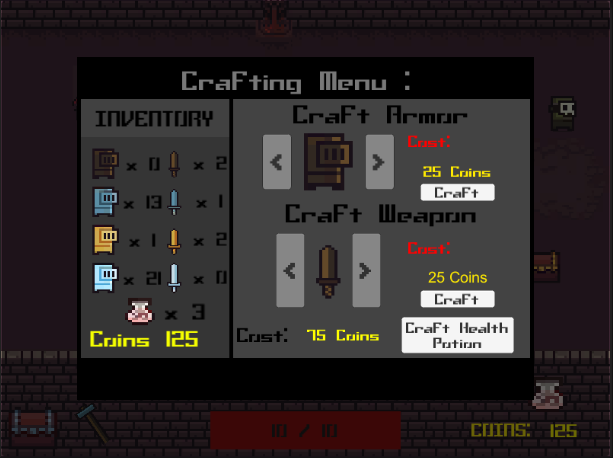 Crafting Menu :
INVENTORY
x 0 x 2
x 13 x 1
x 1 x 2
x 21 x 0
x 3
Coins 125
Craft Armor
Cost:
25 Coins
Craft
Craft Weapon
Cost:
25 Coins
Craft
Cost: 75 Coins
Craft Health
Potion
10 / 10
COINS: 125